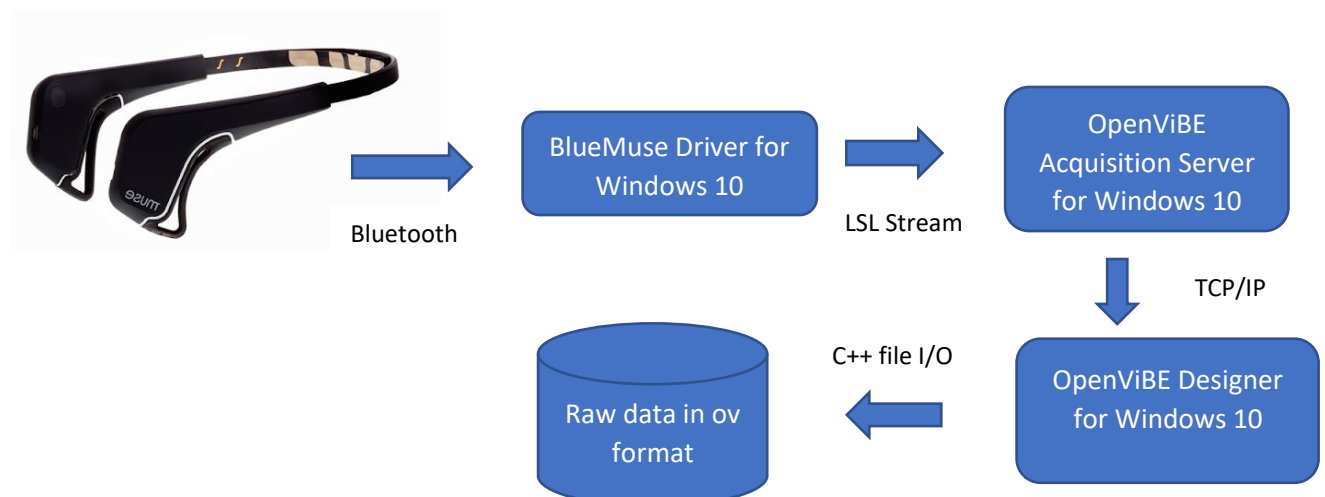 muse
Bluetooth
BlueMuse Driver for
Windows 10
LSL Stream
OpenViBE
Acquisition Server
for Windows 10
TCP/IP
OpenViBE Designer
for Windows 10
C++ file I/O
Raw data in ov
format